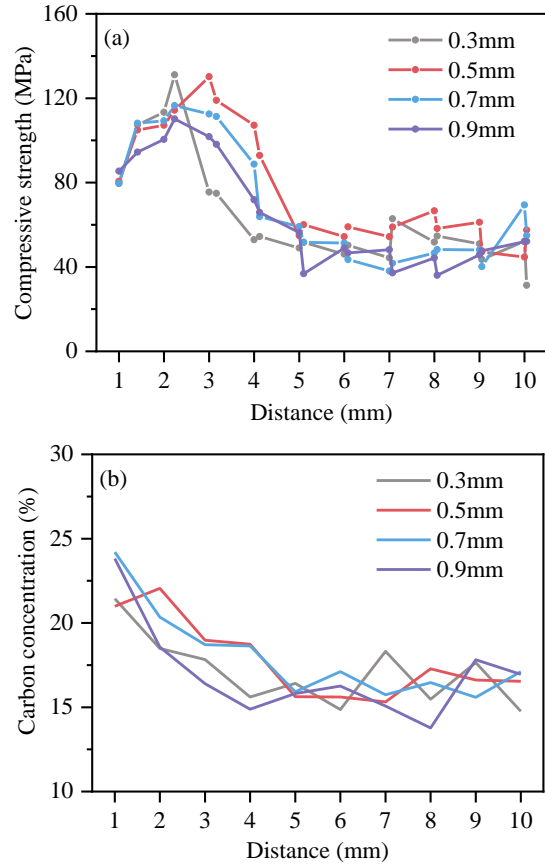 (a)
0.3mm
0.5mm
0.7mm
0.9mm
Compressive strength (MPa)
160
120
80
40
0
1 2 3 4 5 6 7 8 9 10
Distance (mm)
(b)
0.3mm
0.5mm
0.7mm
0.9mm
Carbon concentration (%)
30
25
20
15
10
1 2 3 4 5 6 7 8 9 10
Distance (mm)